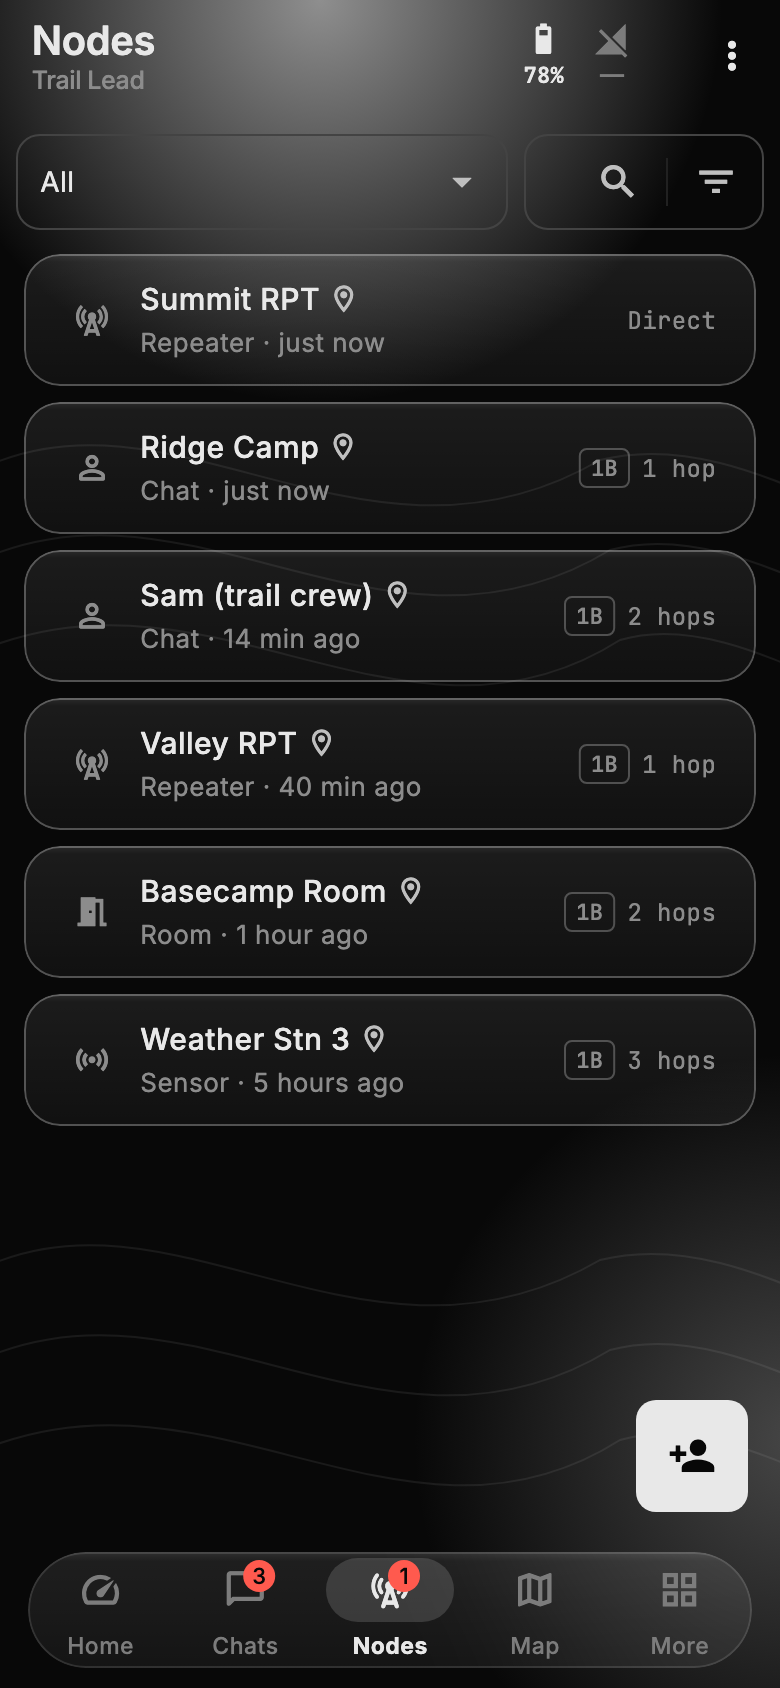 Nodes
Trail Lead
78%
All
Summit RPT
Repeater · just now
Direct
Ridge Camp
Chat · just now
1B 1 hop
Sam (trail crew)
Chat · 14 min ago
1B 2 hops
Valley RPT
Repeater · 40 min ago
1B 1 hop
Basecamp Room
Room · 1 hour ago
1B 2 hops
Weather Stn 3
Sensor · 5 hours ago
1B 3 hops
3
1
Home
Chats
Nodes
Map
More